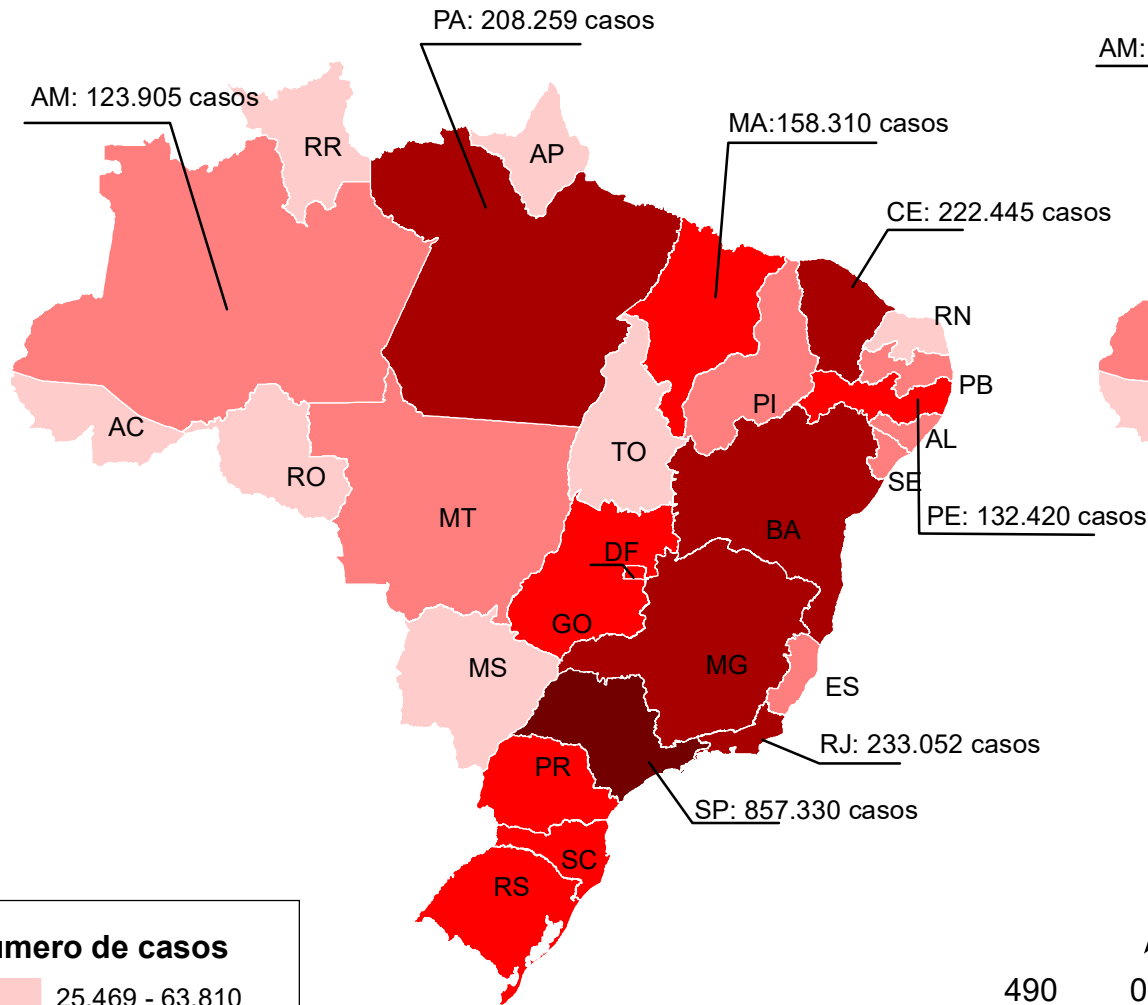 PA: 208.259 casos
AM:
AM: 123.905 casos
MA:158.310 casos
RR
AP
CE: 222.445 casos
RN
PB
PI
AC
AL
TO
RO
SE
MT
PE: 132.420 casos
BA
DF
GO
MS
MG
ES
RJ: 233.052 casos
PR
SP: 857.330 casos
SC
RS
úmero de casos
25.469 - 63.810
490
0